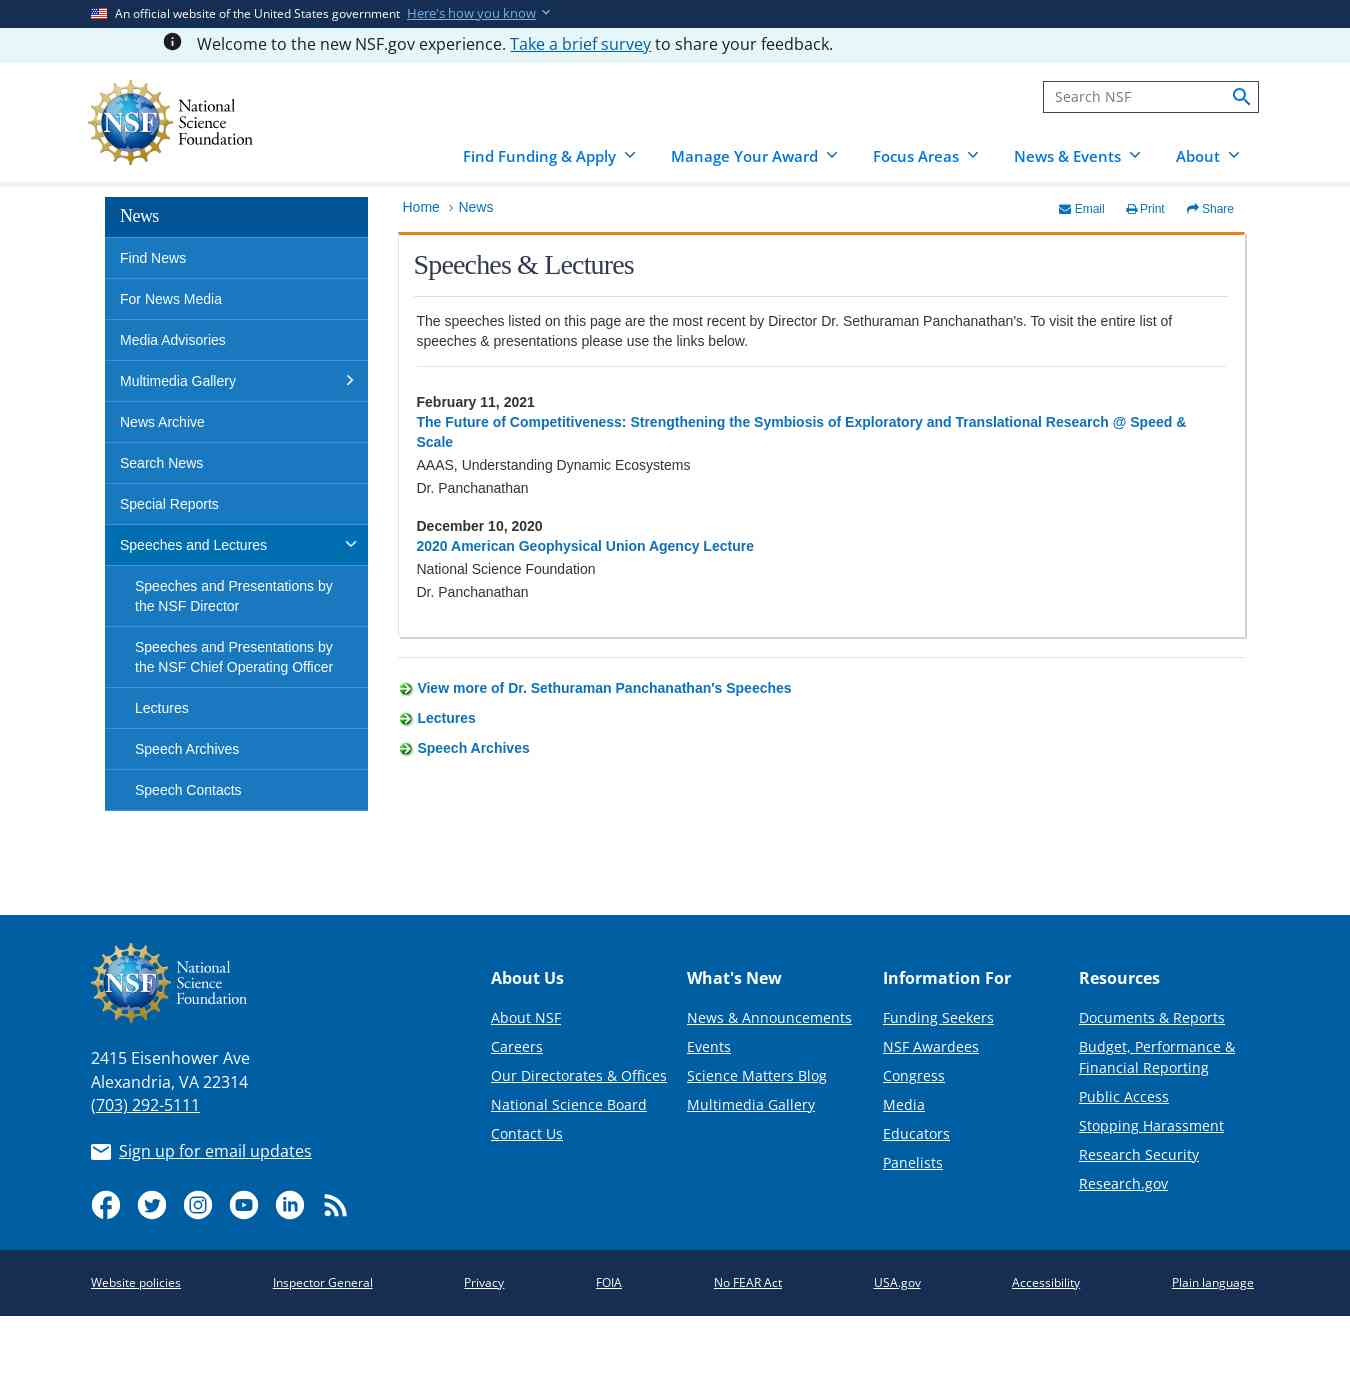 An official website of the United States government Here's how you know
Welcome to the new NSF.gov experience. Take a brief survey to share your feedback.
NSF
National
Science
Foundation
Search NSF
Find Funding & Apply Manage Your Award Focus Areas News & Events About
News
Find News
For News Media
Media Advisories
Multimedia Gallery
News Archive
Search News
Special Reports
Speeches and Lectures
Speeches and Presentations by
the NSF Director
Speeches and Presentations by
the NSF Chief Operating Officer
Lectures
Speech Archives
Speech Contacts
Home › News
Email Print Share
Speeches & Lectures
The speeches listed on this page are the most recent by Director Dr. Sethuraman Panchanathan's. To visit the entire list of
speeches & presentations please use the links below.
February 11, 2021
The Future of Competitiveness: Strengthening the Symbiosis of Exploratory and Translational Research @ Speed &
Scale
AAAS, Understanding Dynamic Ecosystems
Dr. Panchanathan
December 10, 2020
2020 American Geophysical Union Agency Lecture
National Science Foundation
Dr. Panchanathan
View more of Dr. Sethuraman Panchanathan's Speeches
Lectures
Speech Archives
NSF
National
Science
Foundation
2415 Eisenhower Ave
Alexandria, VA 22314
(703) 292-5111
Sign up for email updates
About Us
About NSF
Careers
Our Directorates & Offices
National Science Board
Contact Us
What's New
News & Announcements
Events
Science Matters Blog
Multimedia Gallery
Information For
Funding Seekers
NSF Awardees
Congress
Media
Educators
Panelists
Resources
Documents & Reports
Budget, Performance &
Financial Reporting
Public Access
Stopping Harassment
Research Security
Research.gov
Website policies Inspector General Privacy FOIA No FEAR Act USA.gov Accessibility Plain language